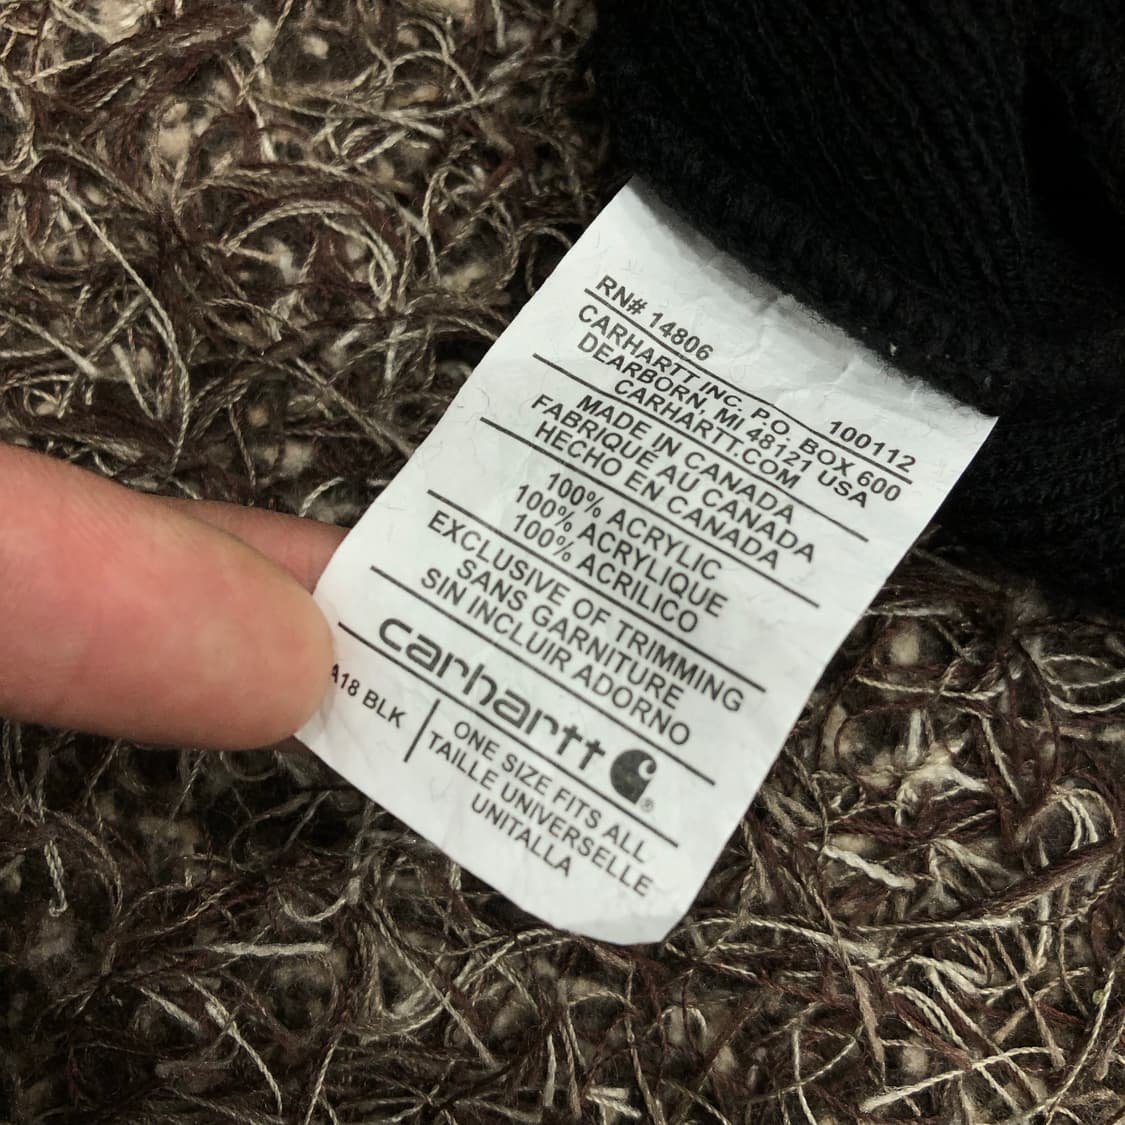 RN# 14806 100112
CARHARTT INC. P.O. BOX 600
DEARBORN, MI 48121 USA
CARHARTT.COM
MADE IN CANADA
FABRIQUÉ AU CANADA
HECHO EN CANADA
100% ACRYLIC
100% ACRYLIQUE
100% ACRILICO
EXCLUSIVE OF TRIMMING
SANS GARNITURE
SIN INCLUIR ADORNO
carhartt
A18 BLK
ONE SIZE FITS ALL
TAILLE UNIVERSELLE
UNITALLA